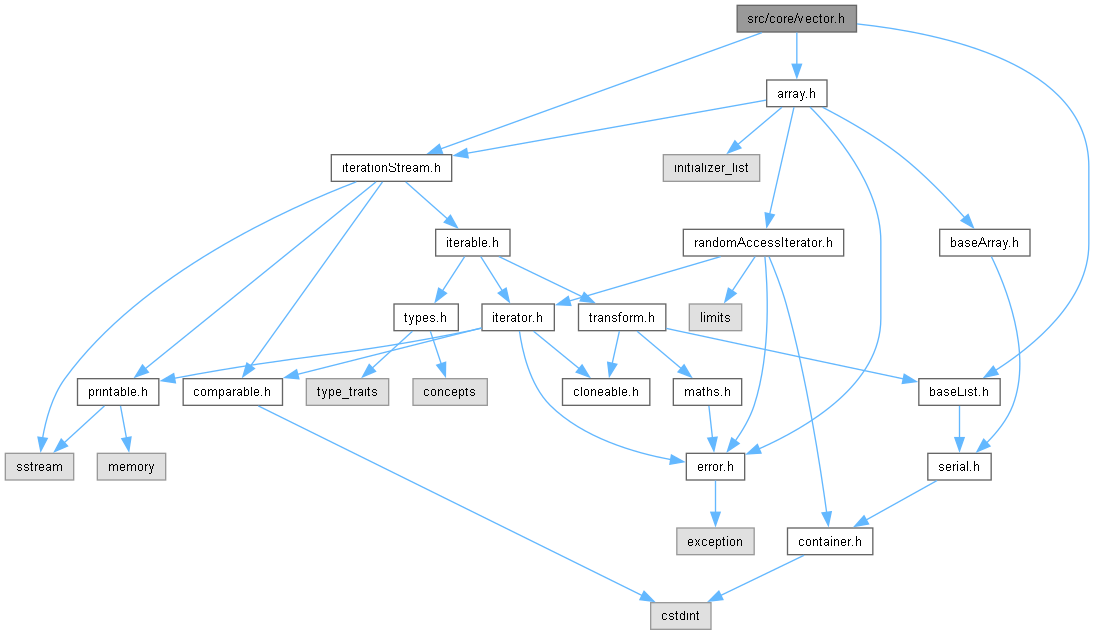 src/core/vector.h
array.h
iterationStream.h
initializer_list
iterable.h
randomAccessIterator.h
baseArray.h
types.h
iterator.h
transform.h
limits
printable.h
comparable.h
type_traits
concepts
cloneable.h
maths.h
baseList.h
sstream
memory
error.h
serial.h
exception
container.h
cstdint